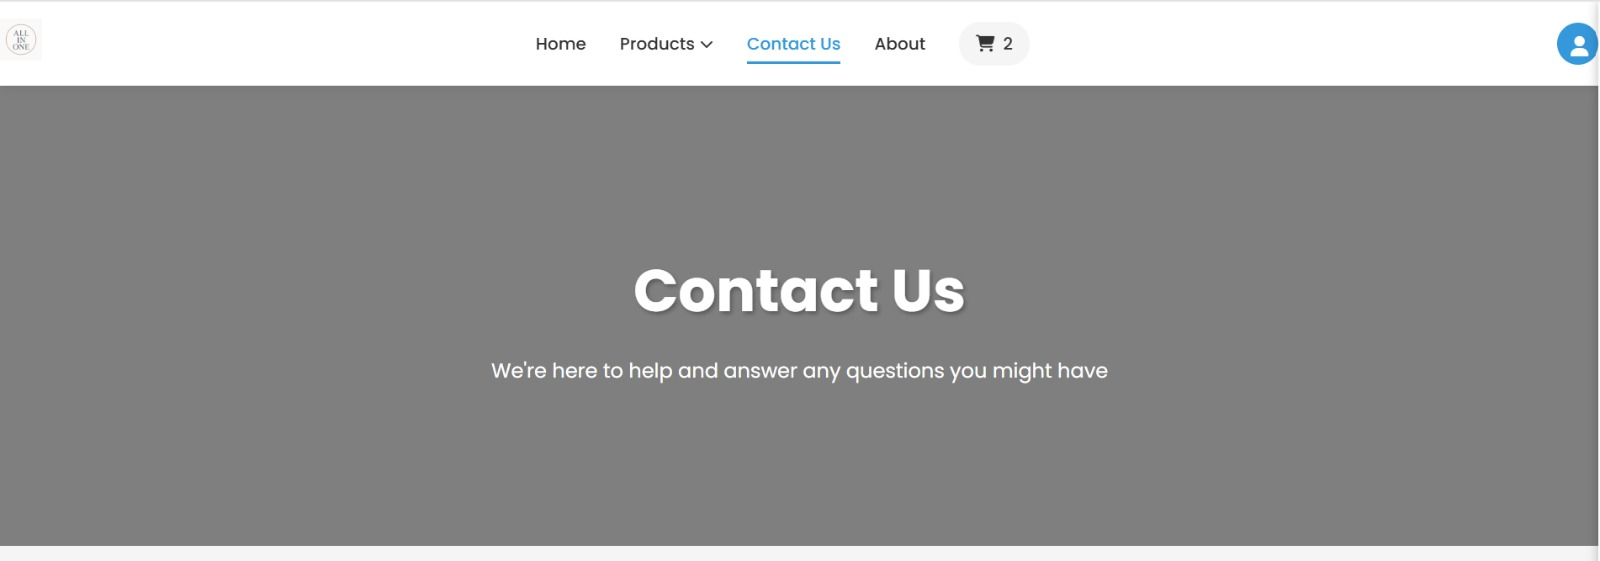 ALL
IN
ONE
Home Products Contact Us About 2
Contact Us
We're here to help and answer any questions you might have